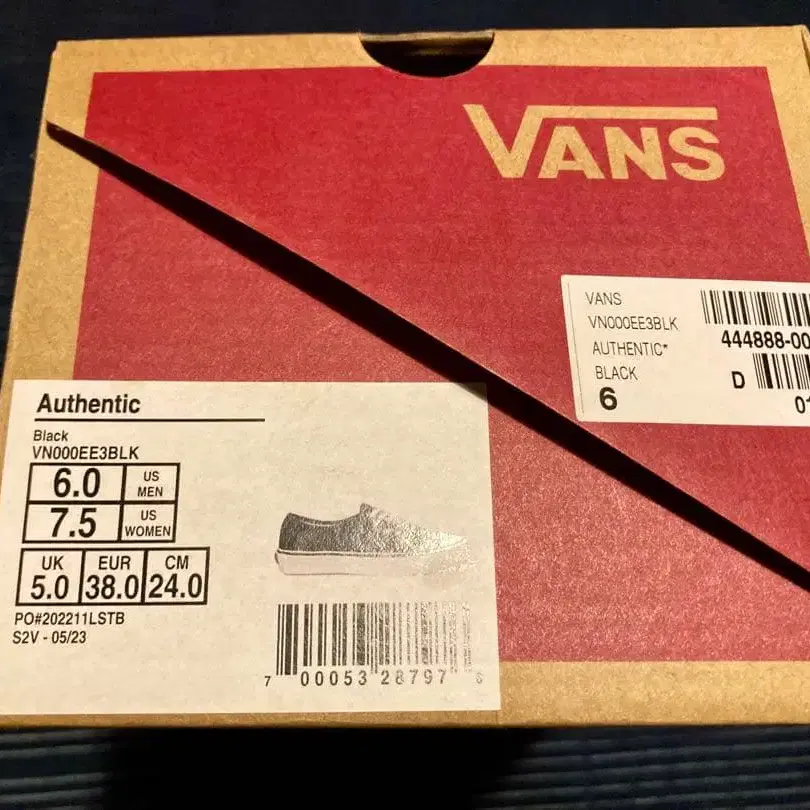 VANS
VANS
VN000EE3BLK
AUTHENTIC*
BLACK
6
444888-00
D
01
Authentic
Black
VN000EE3BLK
6.0 US MEN
7.5 US WOMEN
UK EUR CM
5.0 38.0 24.0
PO#202211LSTB
S2V - 05/23
7 00053 28797